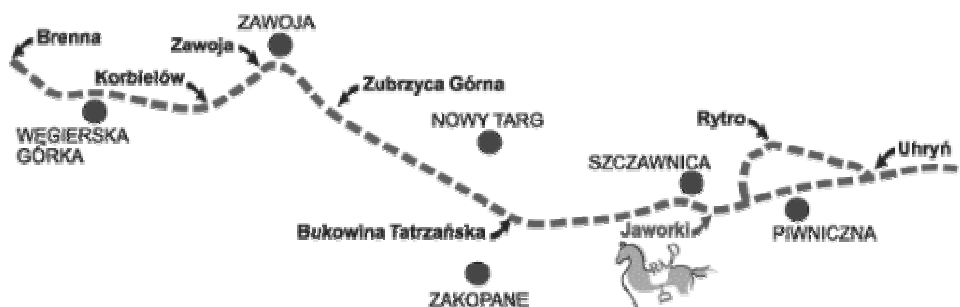 ZAWOJA
Brenna
Zawoja
Korbielów
Zubrzyca Górna
WĘGIERSKA
GÓRKA
NOWY TARG
Rytro
SZCZAWNICA
Uhryń
Bukowina Tatrzańska
Jaworki
PIWNICZNA
ZAKOPANE